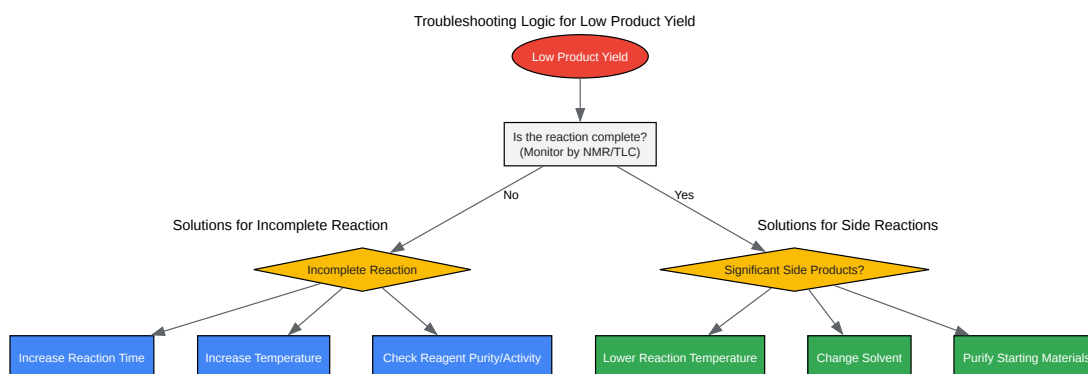 Troubleshooting Logic for Low Product Yield
Low Product Yield
Is the reaction complete?
(Monitor by NMR/TLC)
No
Yes
Solutions for Incomplete Reaction
Solutions for Side Reactions
Incomplete Reaction
Significant Side Products?
Increase Reaction Time
Increase Temperature
Check Reagent Purity/Activity
Lower Reaction Temperature
Change Solvent
Purify Starting Materials